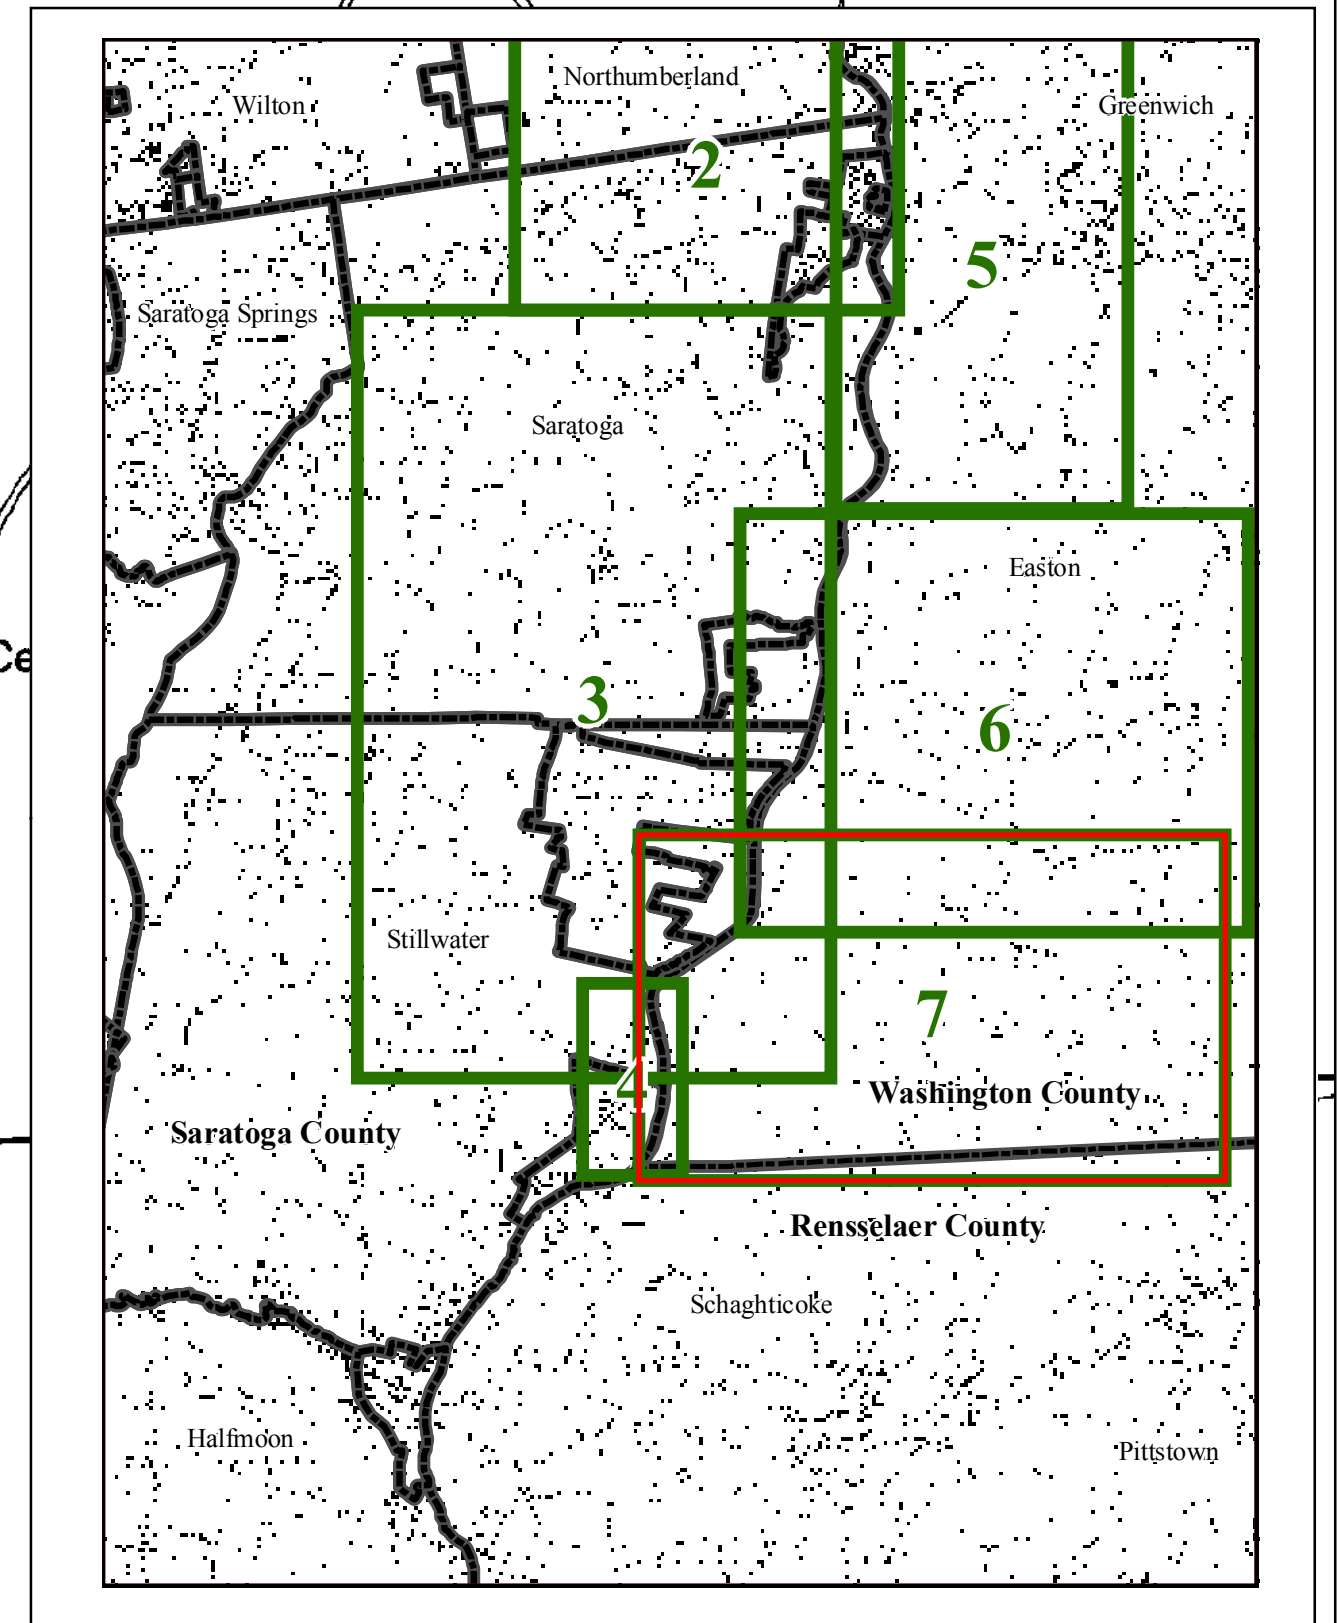 Northumberland
Wilton
Greenwich
2
5
Saratoga Springs
Saratoga
Easton
Ce
3
6
Stillwater
7
4
Washington County
Saratoga County
Rensselaer County
Schaghticoke
Halfmoon
Pittstown